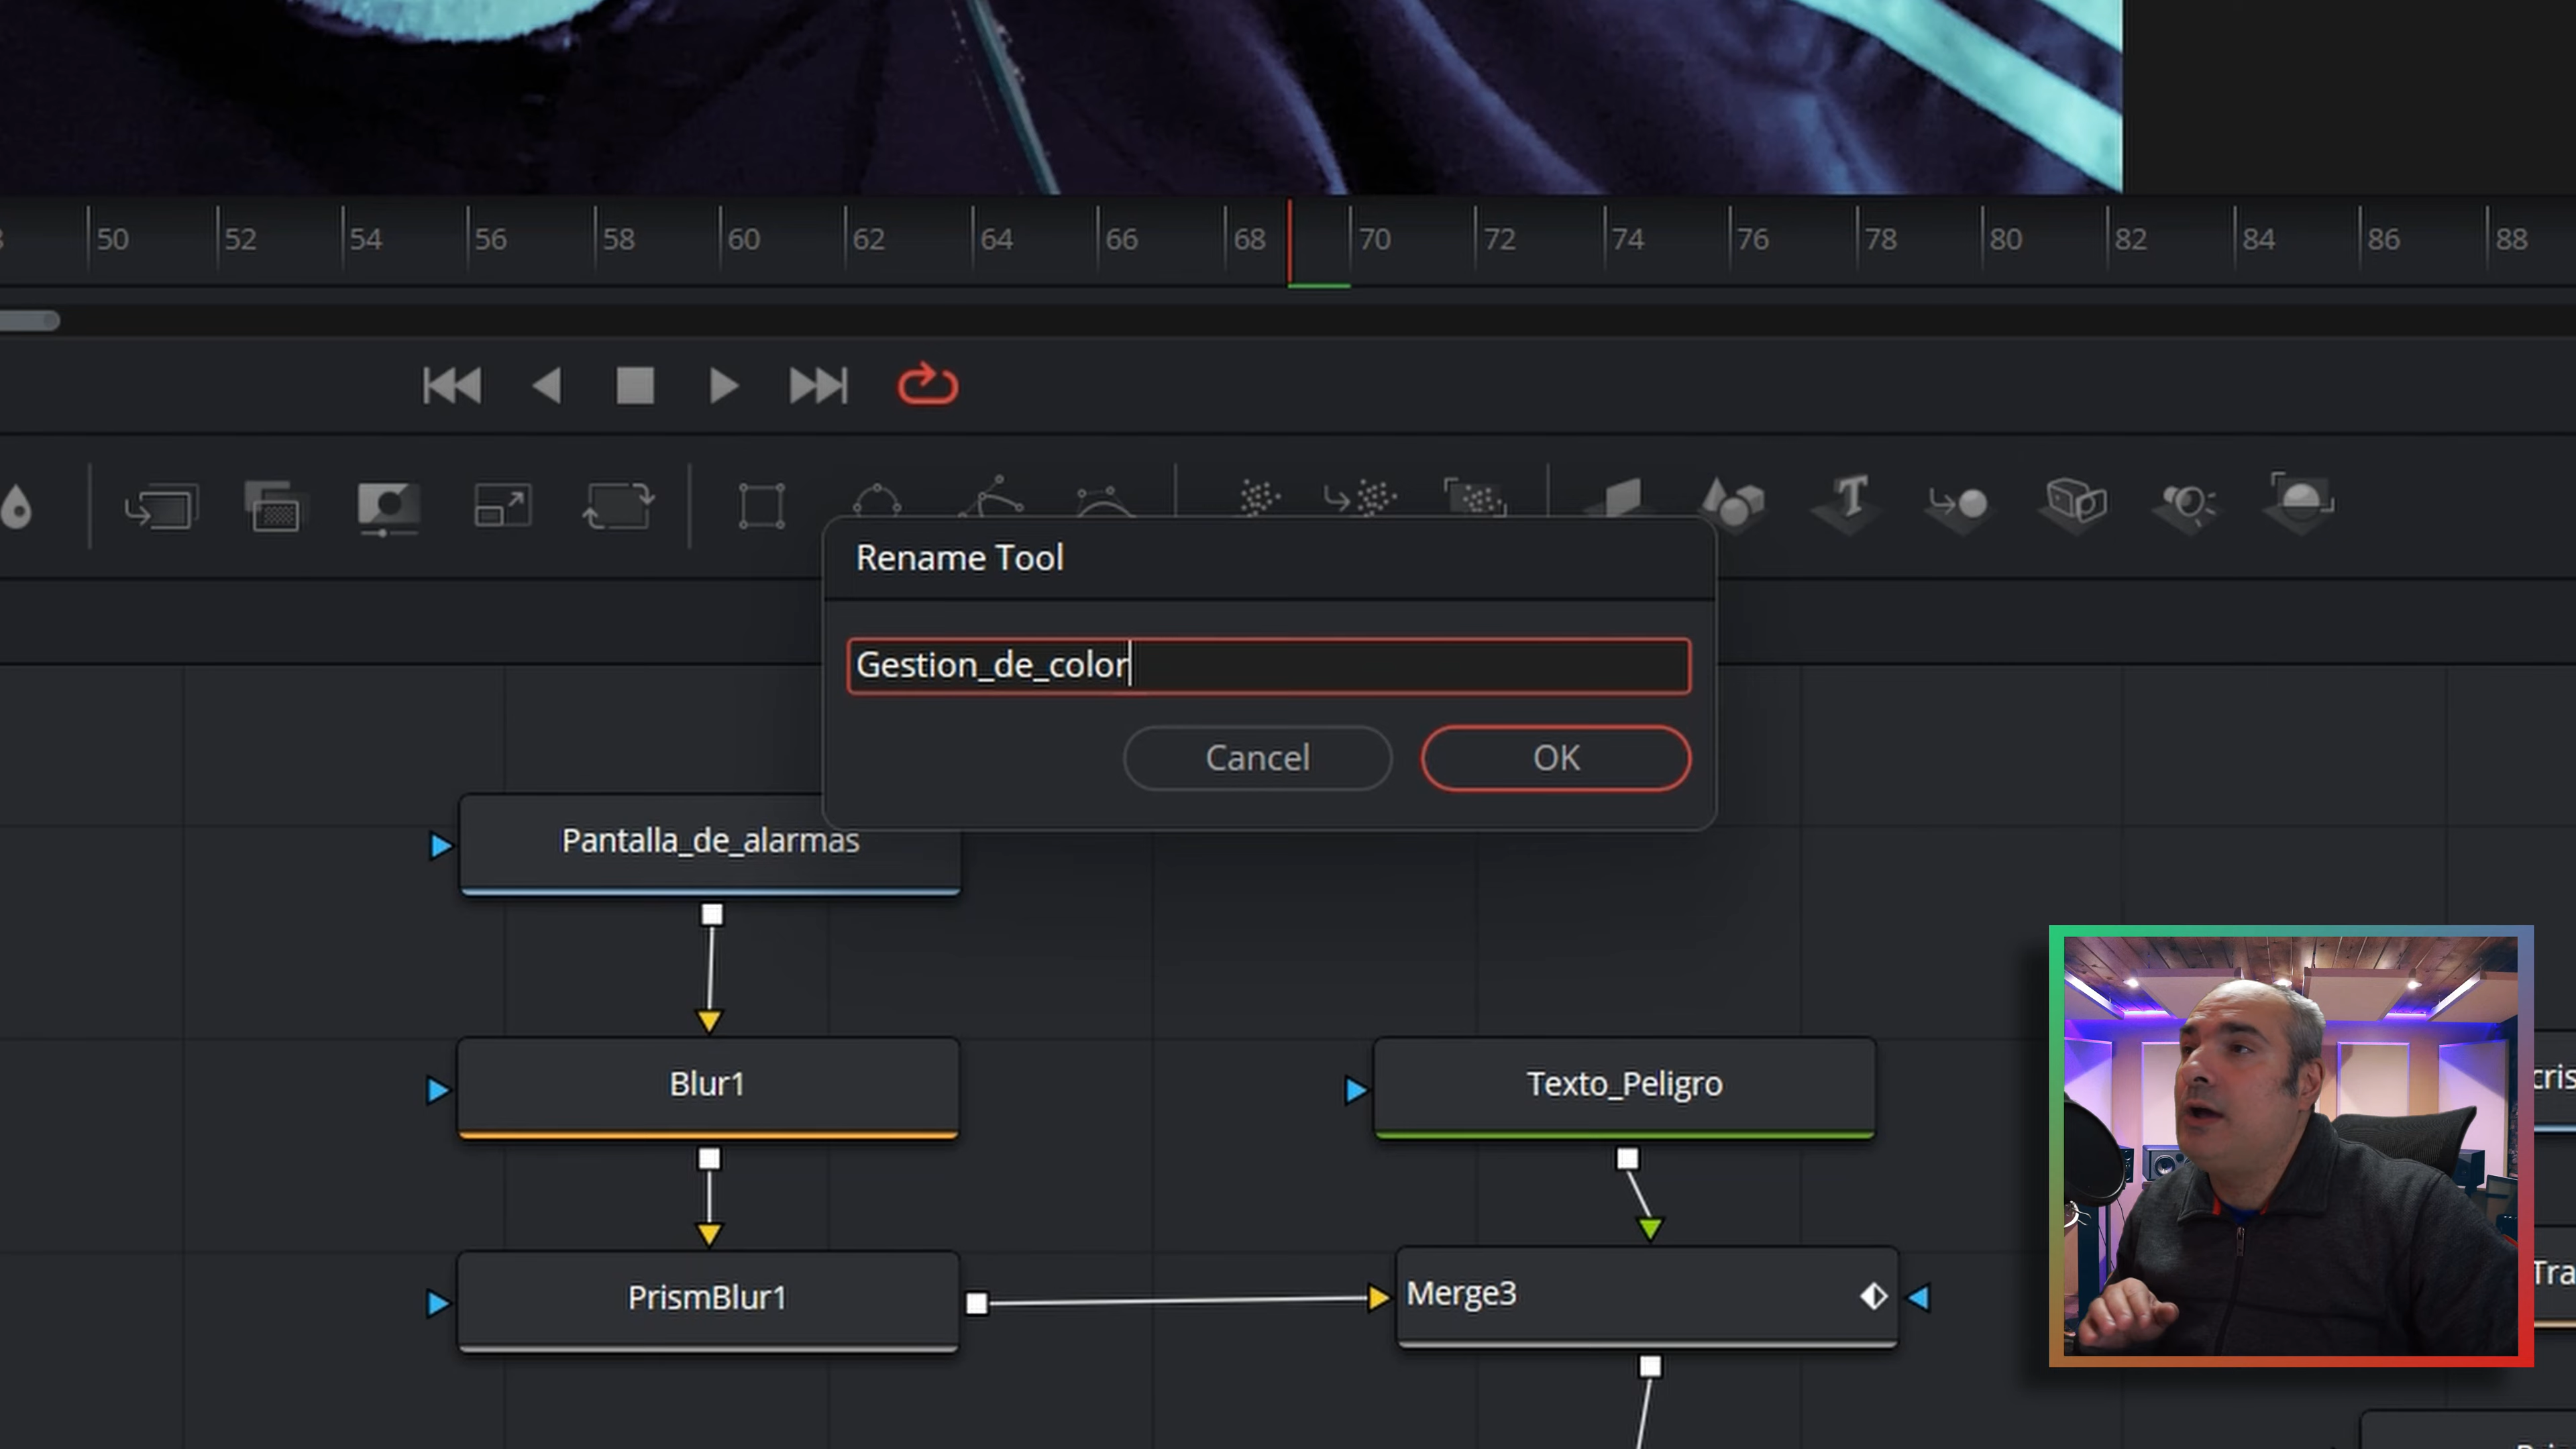 50 52 54 56 58 60 62 64 66 68 70 72 74 76 78 80 82 84 86 88
Rename Tool
Gestion_de_color
Cancel OK
Pantalla_de_alarmas
Blur1
Texto_Peligro
PrismBlur1
Merge3